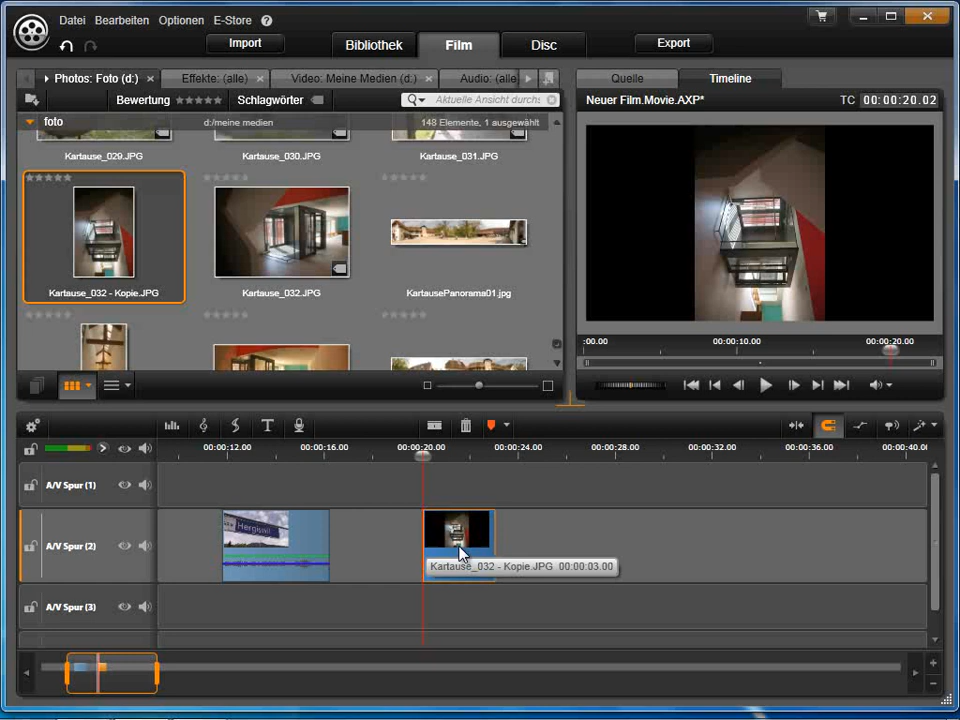 Datei Bearbeiten Optionen E-Store ?
Import Bibliothek Film Disc Export
Photos: Foto (d:) × Effekte: (alle) × Video: Meine Medien (d:) × Audio: (alle
Quelle Timeline
Bewertung Schlagwörter Aktuelle Ansicht durchs
Neuer Film.Movie.AXP* TC 00:00:20.02
foto d:/meine medien 148 Elemente, 1 ausgewählt
Kartause_029.JPG Kartause_030.JPG Kartause_031.JPG
Kartause_032 - Kopie.JPG Kartause_032.JPG KartausePanorama01.jpg
:00.00 00:00:10.00 00:00:20.00
00:00:12.00 00:00:16.00 00:00:20.00 00:00:24.00 00:00:28.00 00:00:32.00 00:00:36.00 00:00:40.0
A/V Spur (1)
A/V Spur (2)
Hergiswil
Kartause_032 - Kopie.JPG 00:00:03.00
A/V Spur (3)